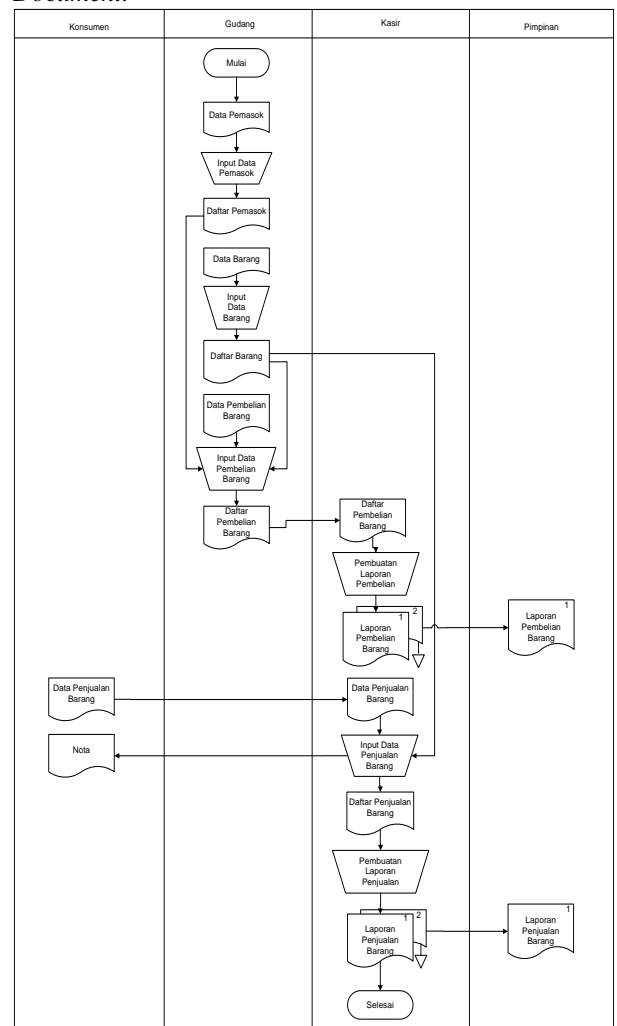 Document.
Konsumen
Gudang
Kasir
Pimpinan
Mulai
Data Pemasok
Input Data
Pemasok
Daftar Pemasok
Data Barang
Input
Data
Barang
Daftar Barang
Data Pembelian
Barang
Input Data
Pembelian
Barang
Daftar
Pembelian
Barang
Daftar
Pembelian
Barang
Pembuatan
Laporan
Pembelian
2
1
Laporan
Pembelian
Barang
1
Laporan
Pembelian
Barang
Data Penjualan
Barang
Data Penjualan
Barang
Nota
Input Data
Penjualan
Barang
Daftar Penjualan
Barang
Pembuatan
Laporan
Penjualan
2
1
Laporan
Penjualan
Barang
1
Laporan
Penjualan
Barang
Selesai